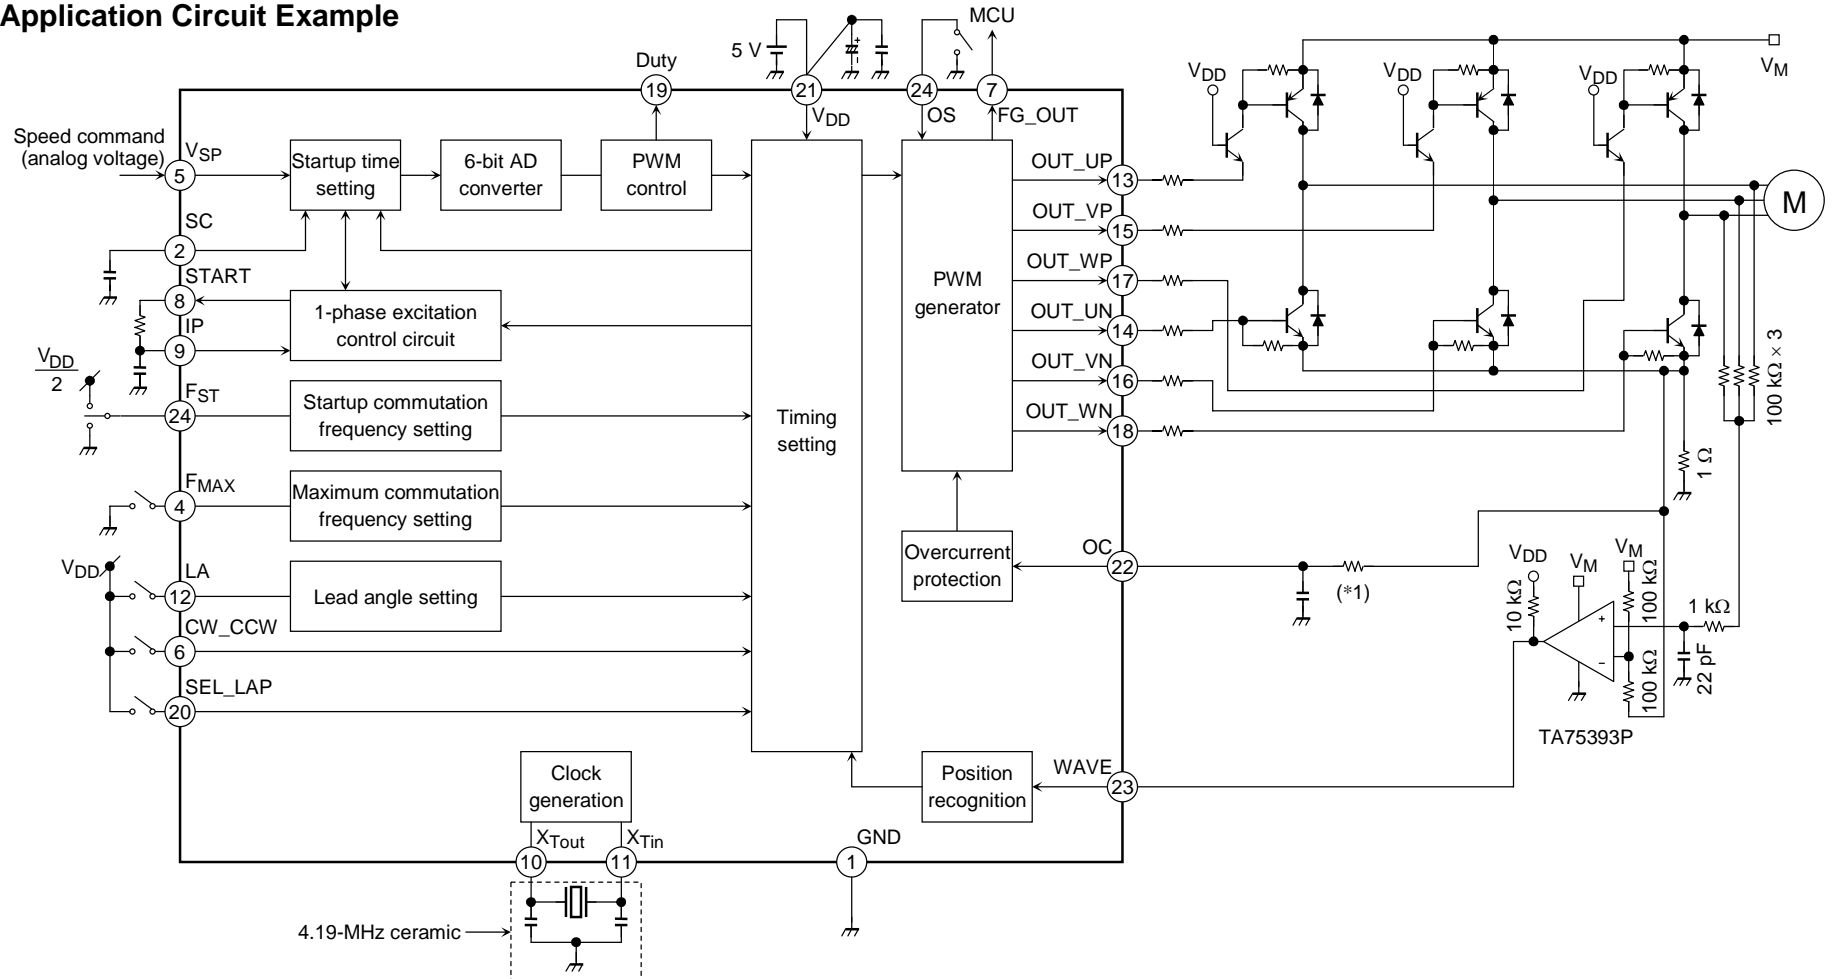 Application Circuit Example
MCU
5 V
Duty
19
21
24
7
VDD
OS
FG_OUT
Speed command
(analog voltage)
VSP
5
Startup time
setting
6-bit AD
converter
PWM
control
SC
2
START
8
IP
9
1-phase excitation
control circuit
VDD
2
FST
24
Startup commutation
frequency setting
FMAX
4
Maximum commutation
frequency setting
VDD
LA
12
Lead angle setting
CW_CCW
6
SEL_LAP
20
Timing
setting
PWM
generator
OUT_UP
13
OUT_VP
15
OUT_WP
17
OUT_UN
14
OUT_VN
16
OUT_WN
18
Overcurrent
protection
OC
22
(*1)
Position
recognition
WAVE
23
Clock
generation
XTout
XTin
10
11
GND
1
4.19-MHz ceramic
VDD
VDD
VDD
VM
M
100 kΩ × 3
1 Ω
VDD
VM
VM
10 kΩ
100 kΩ
1 kΩ
+
−
100 kΩ
22 pF
TA75393P